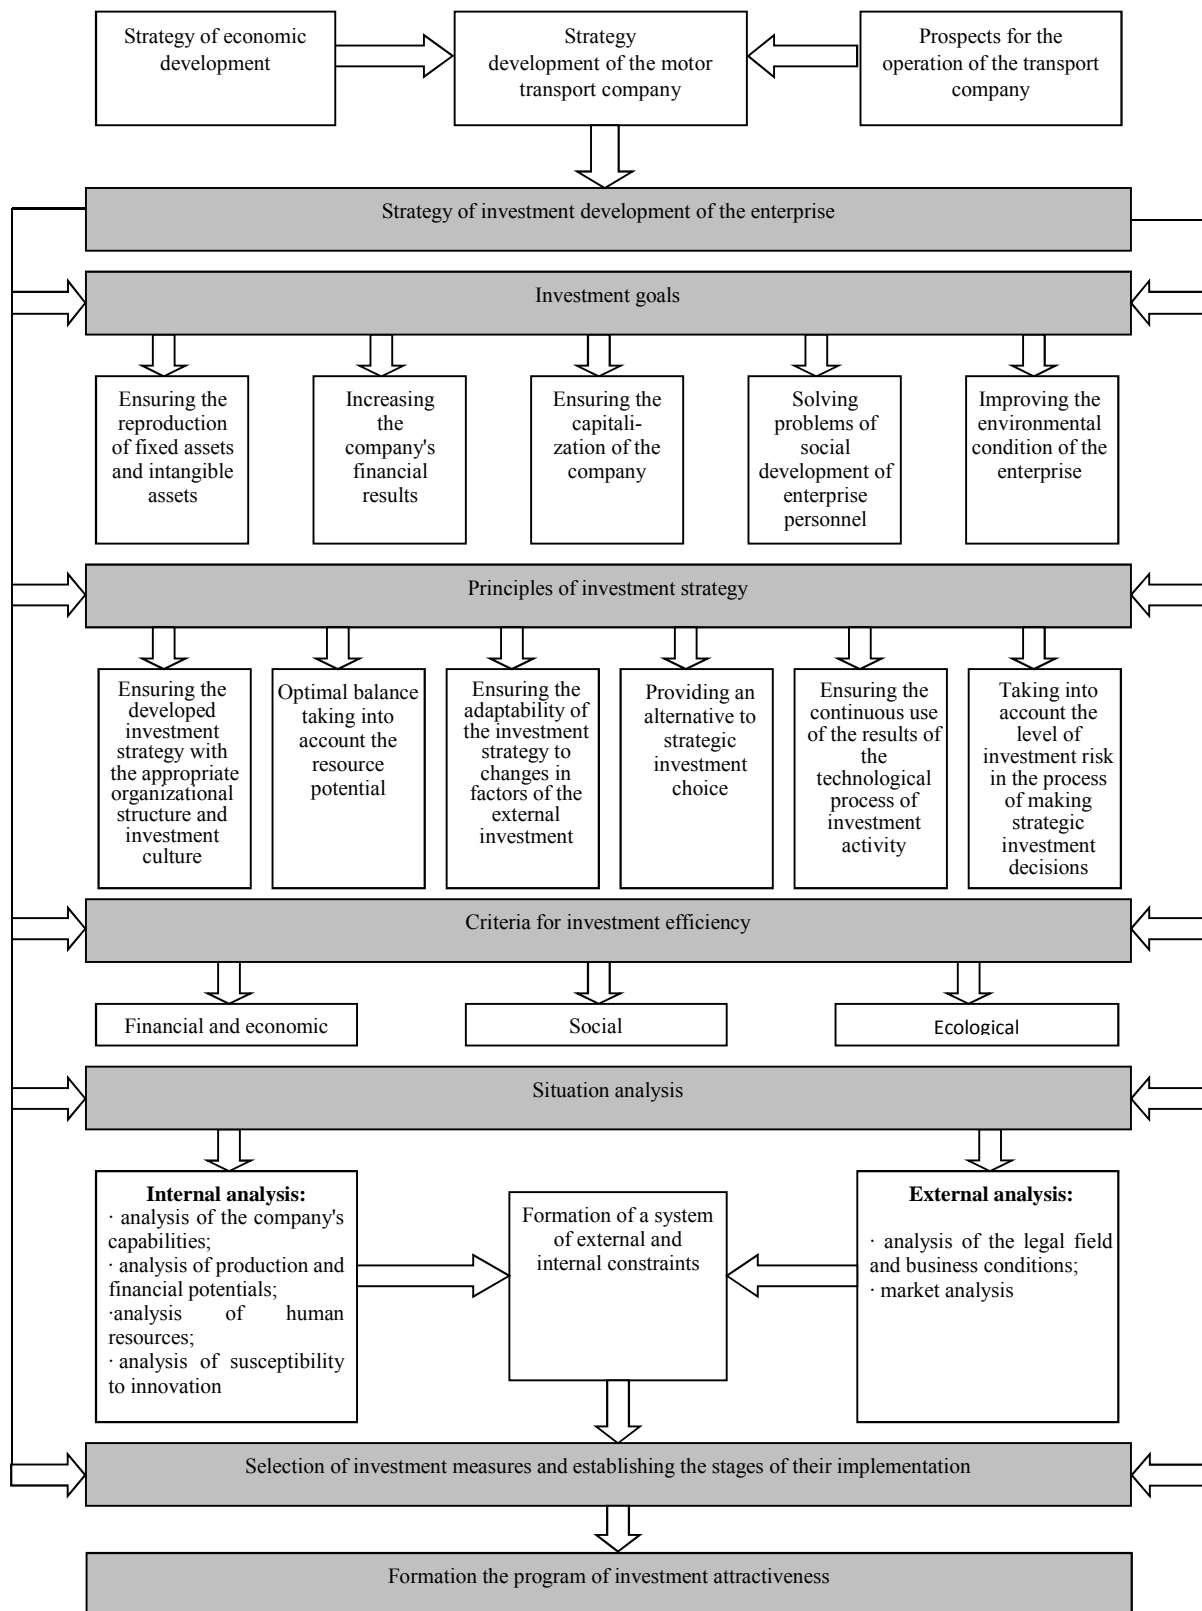 Strategy of economic
development
Strategy
development of the motor
transport company
Prospects for the
operation of the transport
company
Strategy of investment development of the enterprise
Investment goals
Ensuring the
reproduction
of fixed assets
and intangible
assets
Increasing
the
company's
financial
results
Ensuring the
capitali-
zation of the
company
Solving
problems of
social
development of
enterprise
personnel
Improving the
environmental
condition of the
enterprise
Principles of investment strategy
Ensuring the
developed
investment
strategy with
the appropriate
organizational
structure and
investment
culture
Optimal balance
taking into
account the
resource
potential
Ensuring the
adaptability of
the investment
strategy to
changes in
factors of the
external
investment
Providing an
alternative to
strategic
investment
choice
Ensuring the
continuous use
of the results of
the
technological
process of
investment
activity
Taking into
account the
level of
investment risk
in the process
of making
strategic
investment
decisions
Criteria for investment efficiency
Financial and economic
Social
Ecological
Situation analysis
Internal analysis:
· analysis of the company's
capabilities;
· analysis of production and
financial potentials;
·analysis of human
resources;
· analysis of susceptibility
to innovation
Formation of a system
of external and
internal constraints
External analysis:
· analysis of the legal field
and business conditions;
· market analysis
Selection of investment measures and establishing the stages of their implementation
Formation the program of investment attractiveness